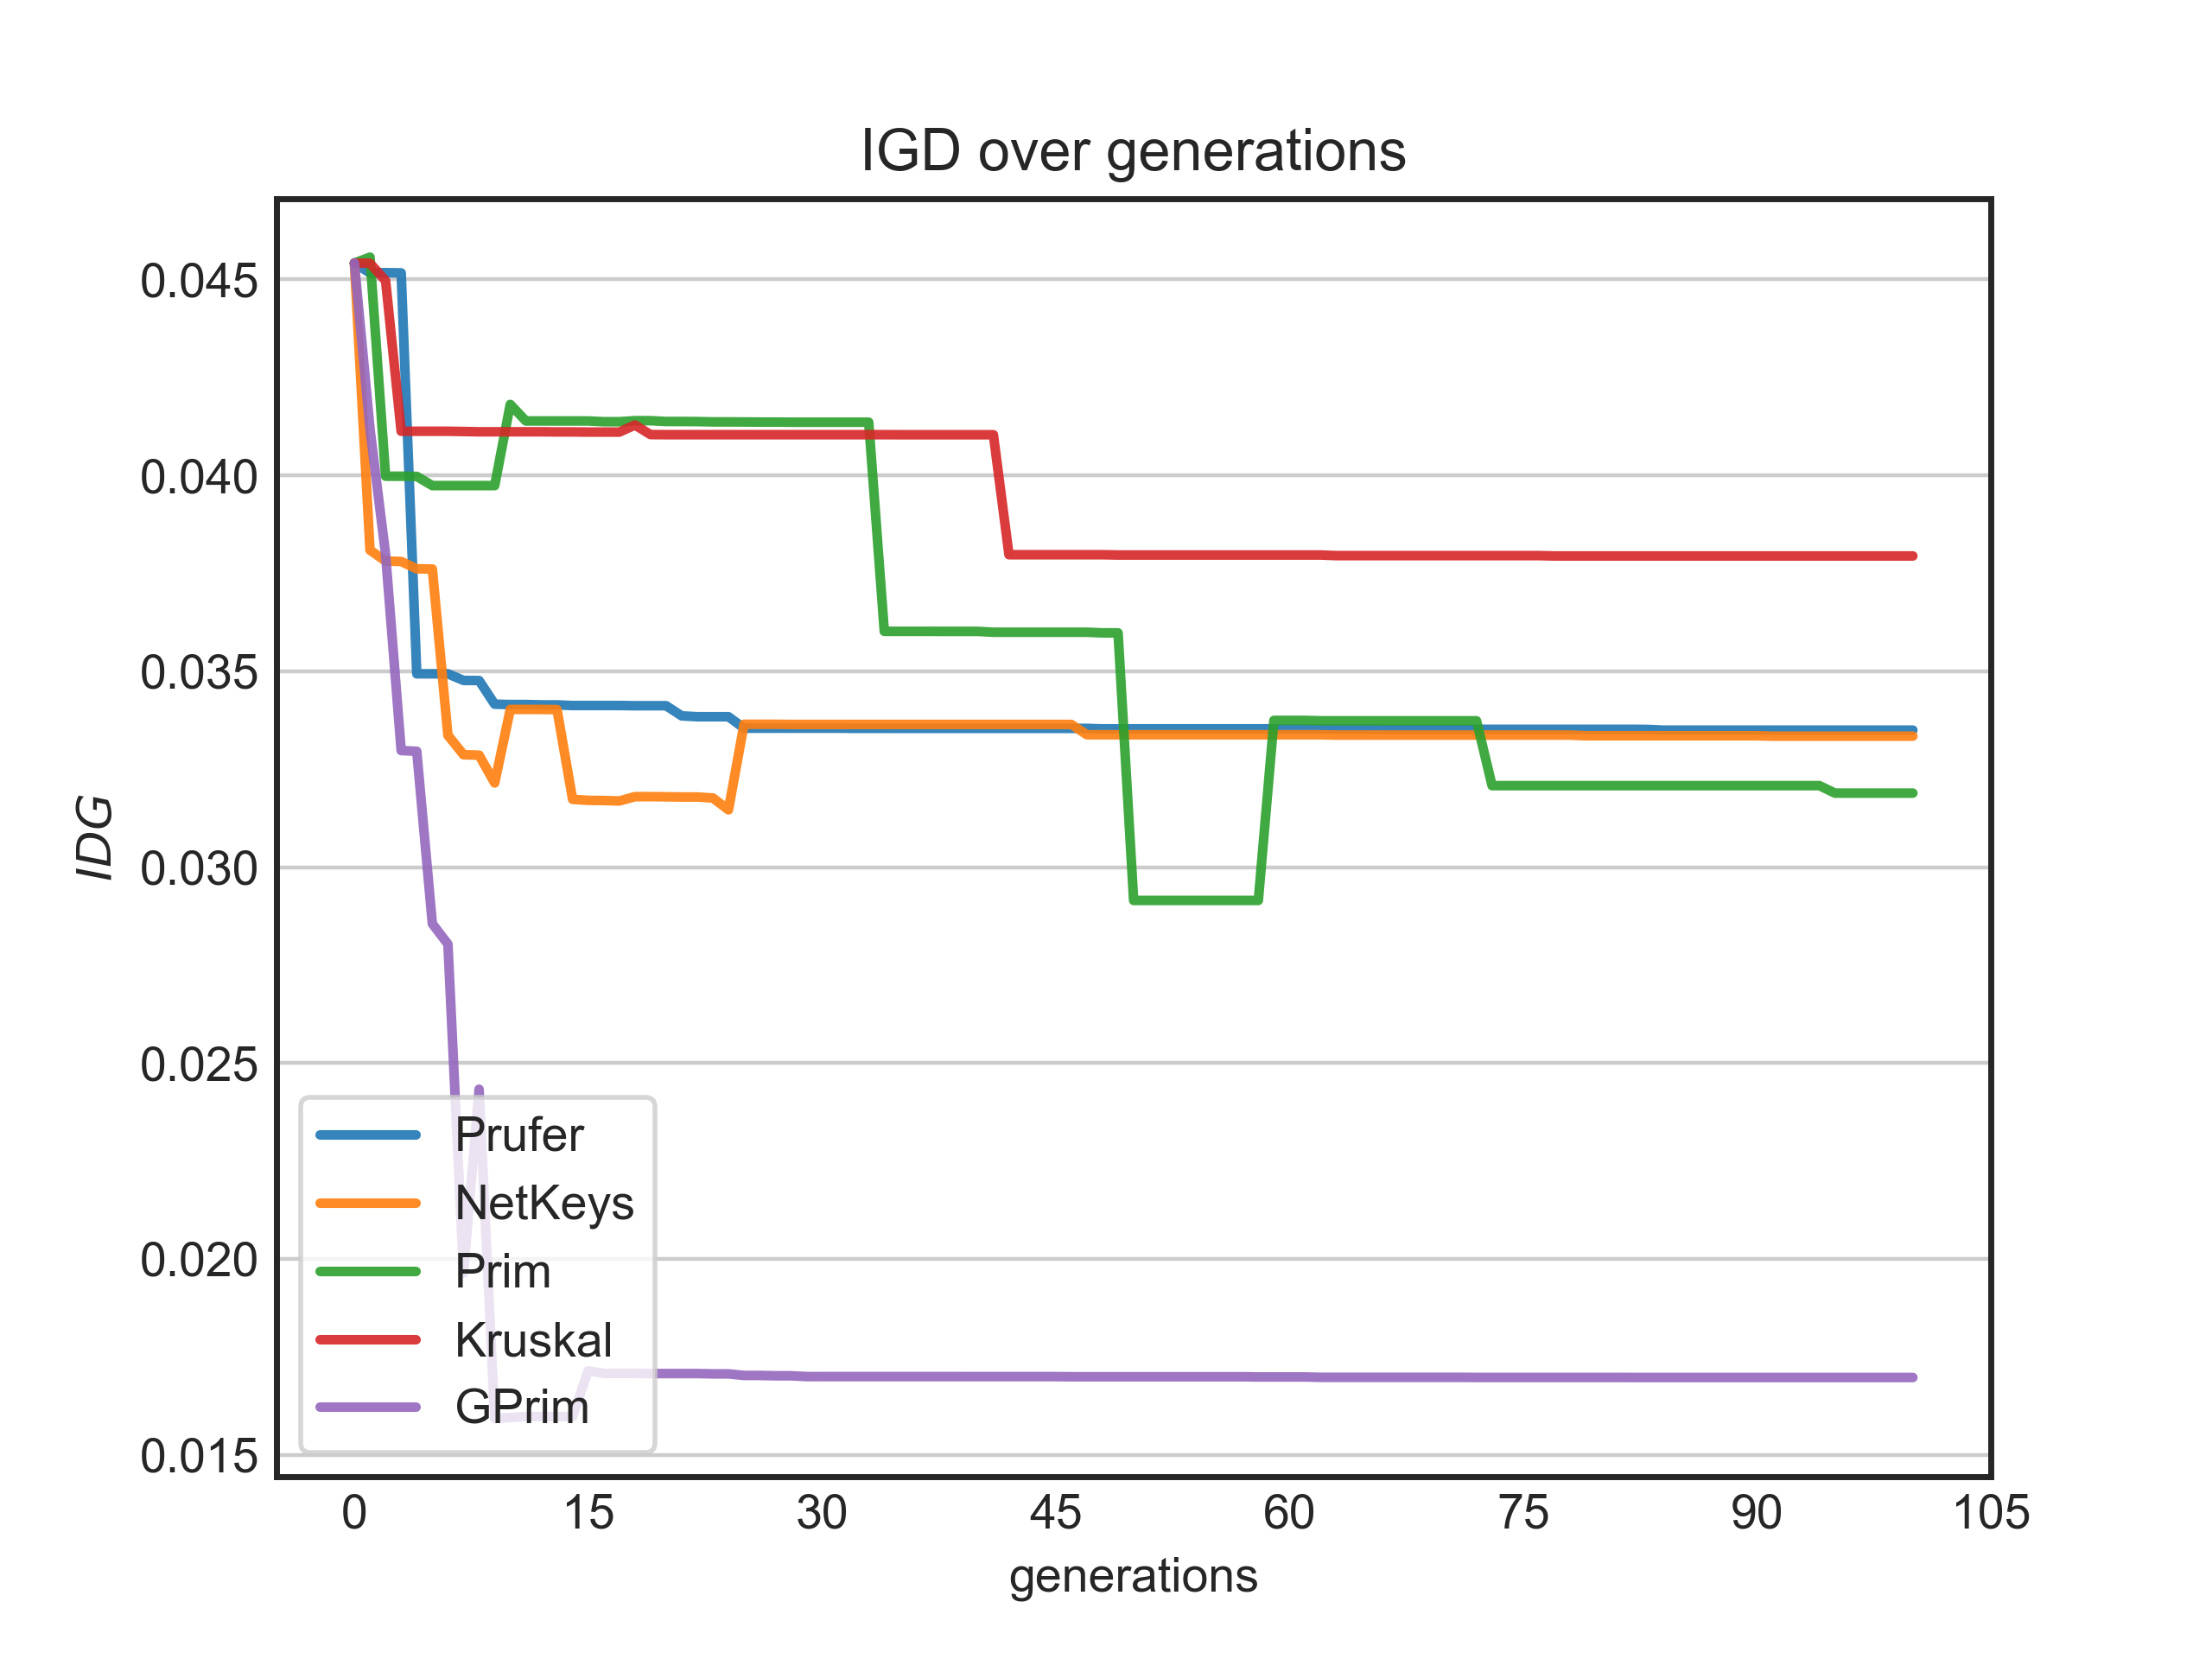 IGD over generations
IDG
0.045
0.040
0.035
0.030
0.025
0.020
0.015
Prufer
NetKeys
Prim
Kruskal
GPrim
0 15 30 45 60 75 90 105
generations